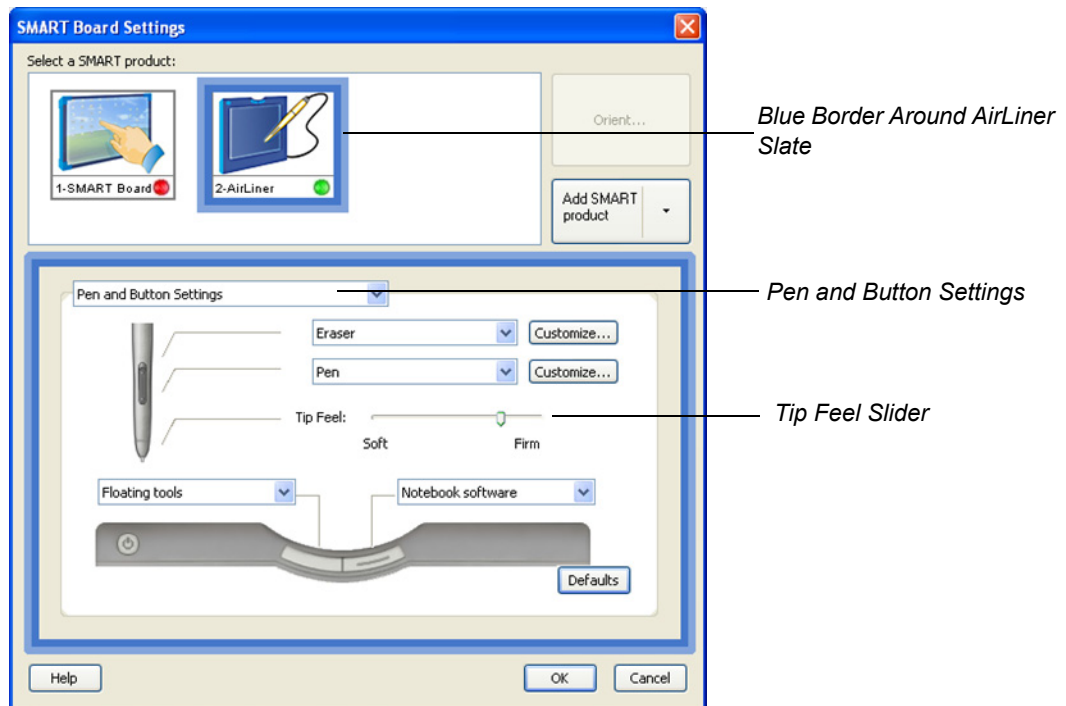 SMART Board Settings
Select a SMART product:
1-SMART Board
2-AirLiner
Orient...
Add SMART
product
Blue Border Around AirLiner
Slate
Pen and Button Settings
Pen and Button Settings
Eraser
Customize...
Pen
Customize...
Tip Feel:
Soft
Firm
Tip Feel Slider
Floating tools
Notebook software
Defaults
Help
OK
Cancel